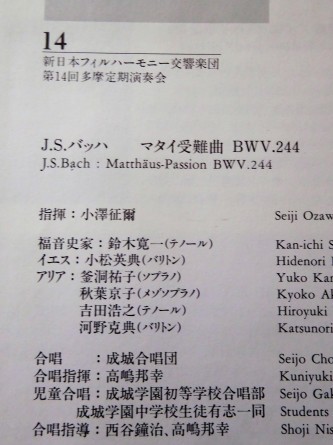 14
新日本フィルハーモニー交響楽団
第14回多摩定期演奏会
J.S.バッハ マタイ受難曲 BWV.244
J.S.Bach : Matthäus-Passion BWV.244
指揮：小澤征爾 Seiji Ozaw
福音史家：鈴木寛一(テノール) Kan-ichi S
イエス：小松英典(バリトン) Hidenori
アリア：釜洞祐子(ソプラノ) Yuko Ka
秋葉京子(メゾソプラノ) Kyoko A
吉田浩之(テノール) Hiroyuki
河野克典(バリトン) Katsunori
合唱 ：成城合唱団 Seijo Cho
合唱指揮：高嶋邦幸 Kuniyuki
児童合唱：成城学園初等学校合唱部 Seijo Gak
成城学園中学校生徒有志一同 Students
合唱指導：西谷鐘治、高嶋邦幸 Shoji Nis